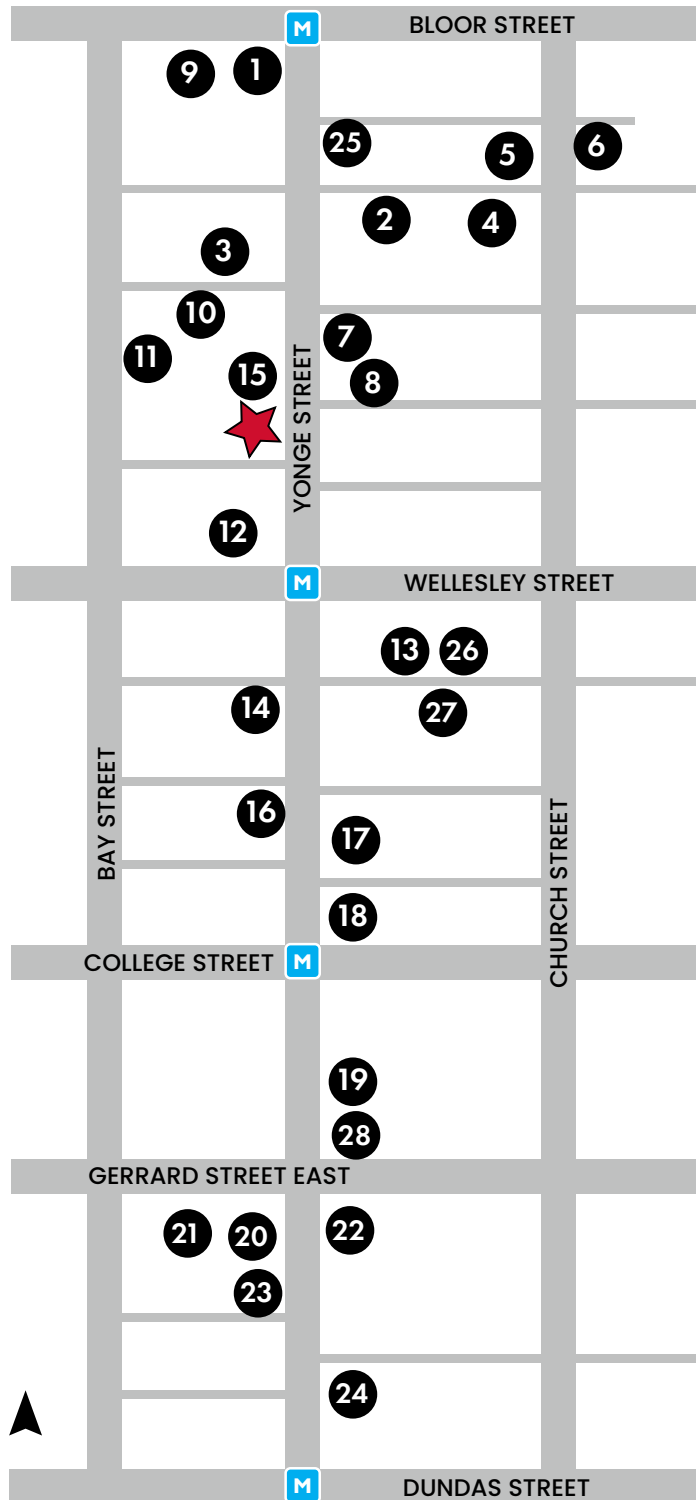 M
BLOOR STREET
9
1
25
5
6
2
4
3
10
7
11
15
8
YONGE STREET
12
M
WELLESLEY STREET
13
26
14
27
BAY STREET
16
17
CHURCH STREET
18
COLLEGE STREET
M
19
28
GERRARD STREET EAST
21
20
22
23
24
M
DUNDAS STREET